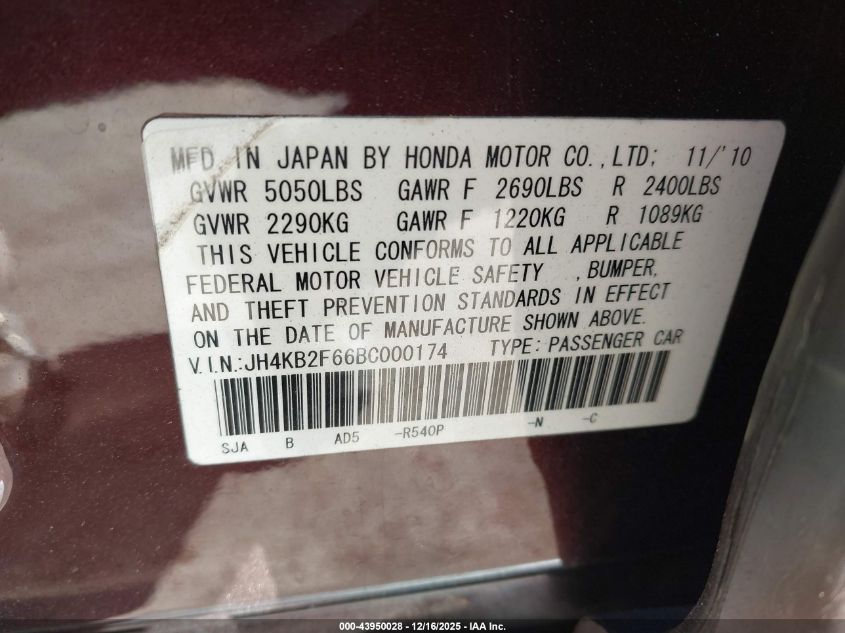 MFD IN JAPAN BY HONDA MOTOR CO.,LTD; 11/'10
GVWR 5050LBS GAWR F 2690LBS R 2400LBS
GVWR 2290KG GAWR F 1220KG R 1089KG
THIS VEHICLE CONFORMS TO ALL APPLICABLE
FEDERAL MOTOR VEHICLE SAFETY ,BUMPER,
AND THEFT PREVENTION STANDARDS IN EFFECT
ON THE DATE OF MANUFACTURE SHOWN ABOVE.
V.I.N.:JH4KB2F66BC000174 TYPE:PASSENGER CAR
SJA B AD5 -R540P -N -C
000-43950028 - 12/16/2025 - IAA Inc.